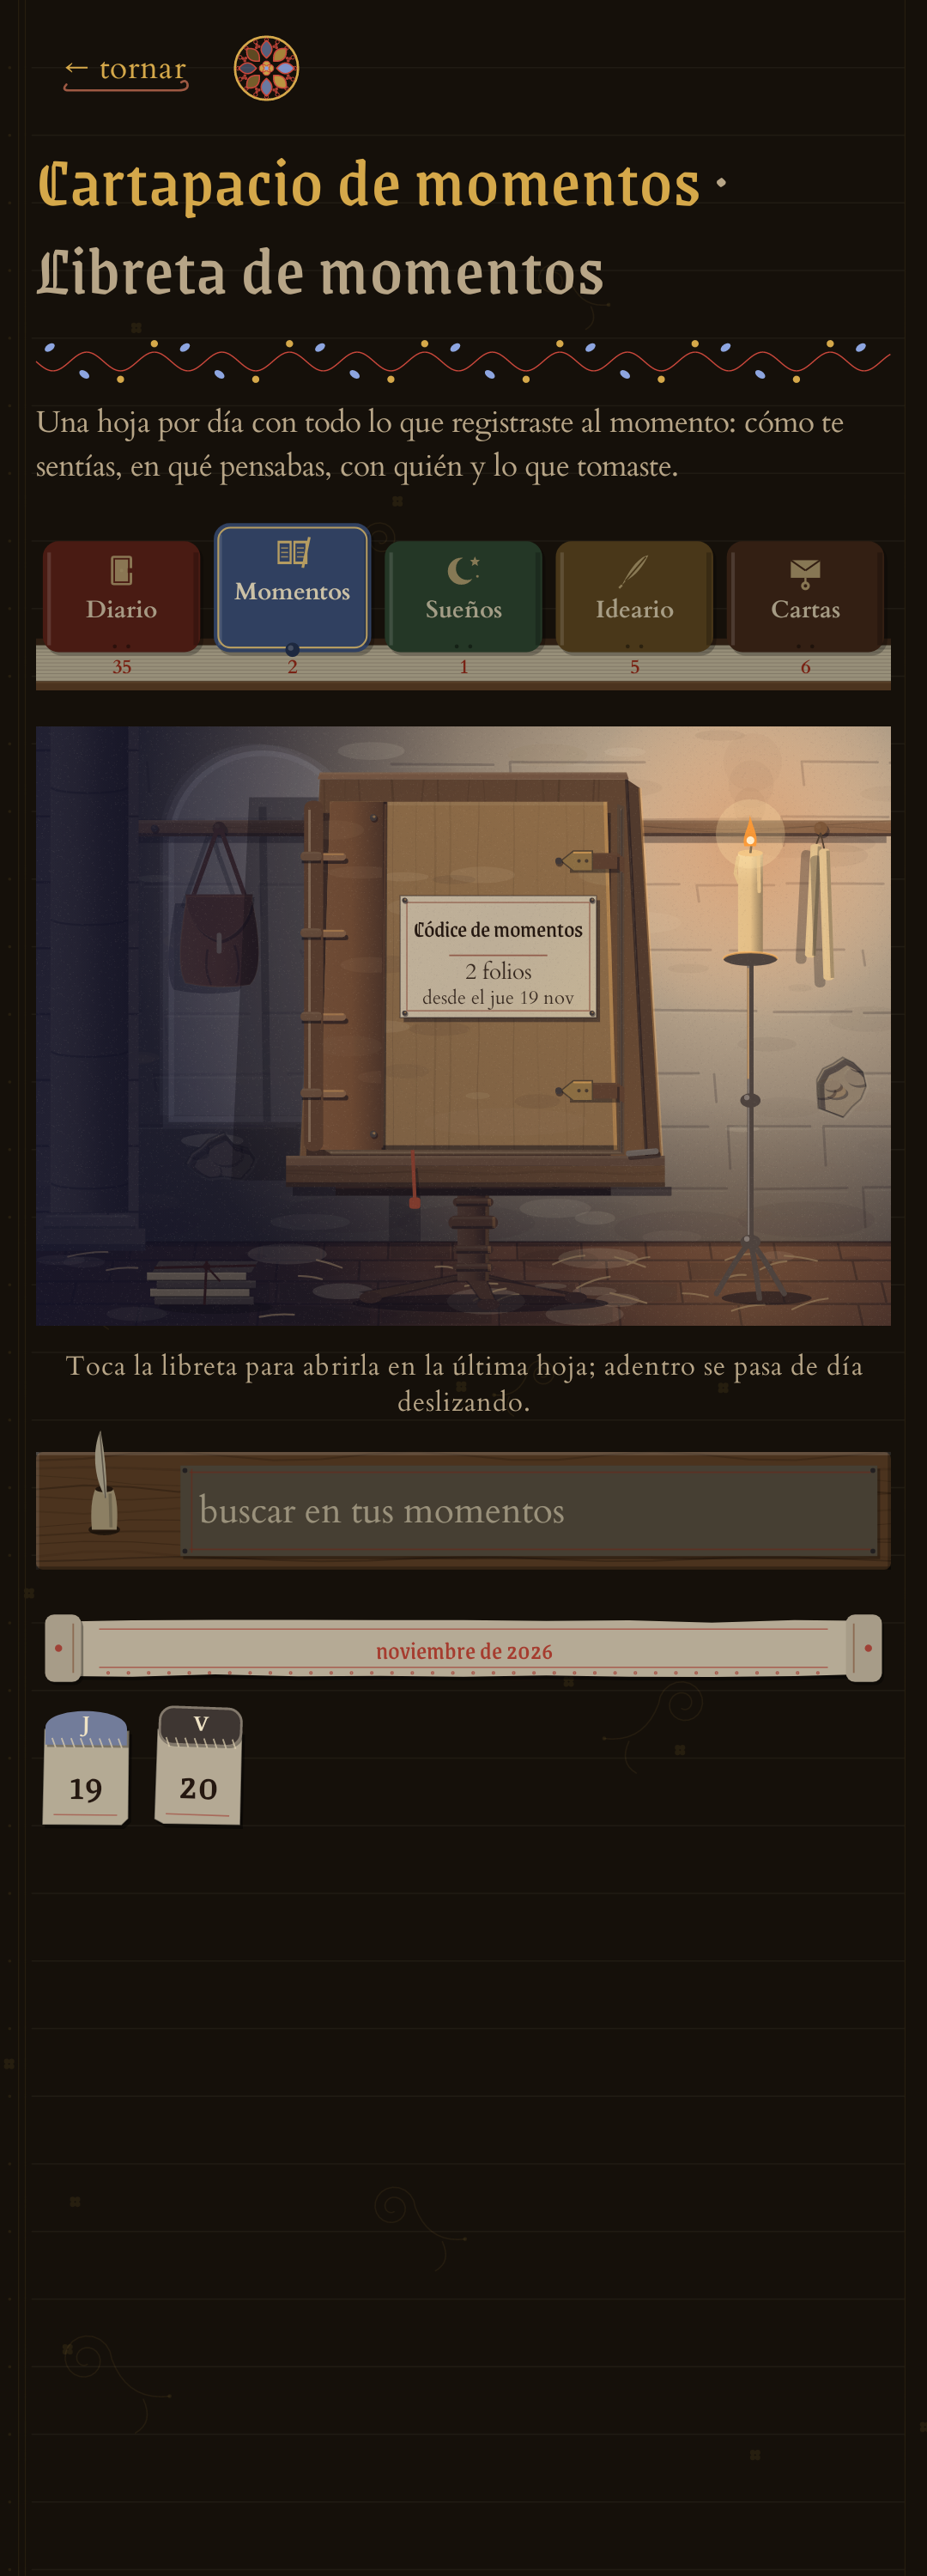 ← tornar
Cartapacio de momentos ·
Libreta de momentos
Una hoja por día con todo lo que registraste al momento: cómo te
sentías, en qué pensabas, con quién y lo que tomaste.
Diario
Momentos
Sueños
Ideario
Cartas
35
2
1
5
6
Códice de momentos
2 folios
desde el jue 19 nov
Toca la libreta para abrirla en la última hoja; adentro se pasa de día
deslizando.
buscar en tus momentos
noviembre de 2026
J
V
19
20